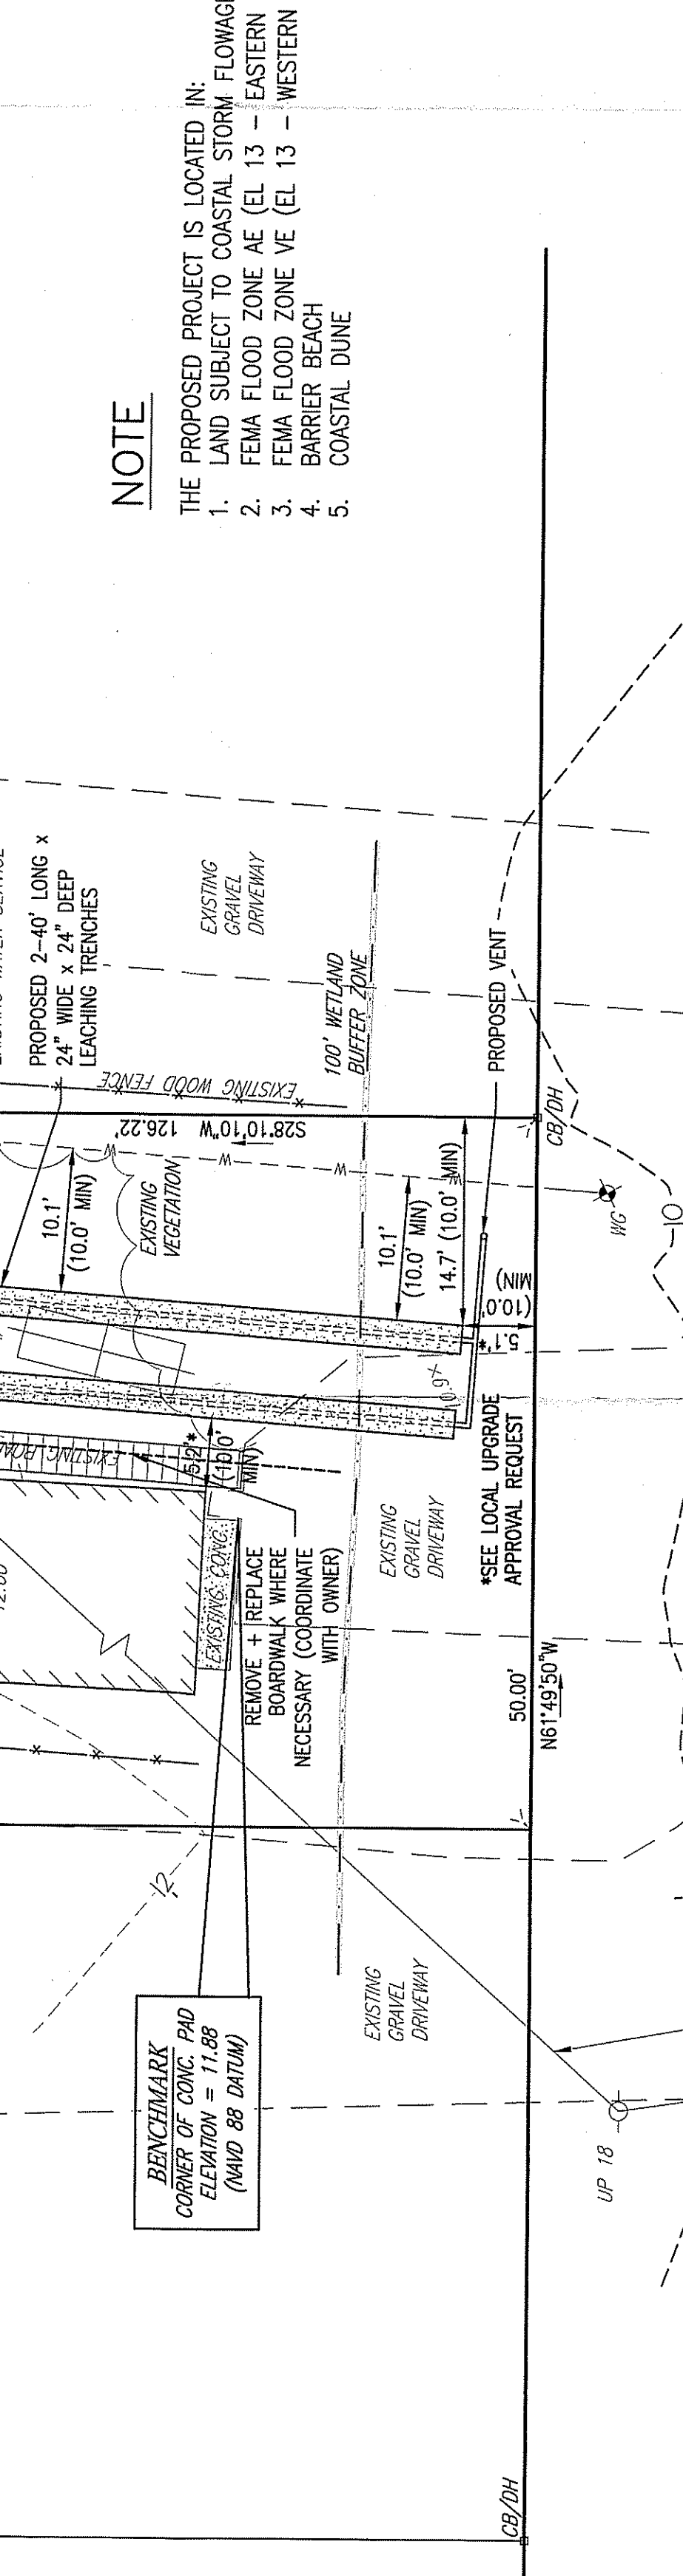 NOTE
THE PROPOSED PROJECT IS LOCATED IN:
1. LAND SUBJECT TO COASTAL STORM FLOWAG
2. FEMA FLOOD ZONE AE (EL 13 - EASTERN
3. FEMA FLOOD ZONE VE (EL 13 - WESTERN
4. BARRIER BEACH
5. COASTAL DUNE
PROPOSED 2-40' LONG x
24" WIDE x 24" DEEP
LEACHING TRENCHES
EXISTING
GRAVEL
DRIVEWAY
EXISTING WOOD FENCE
100' WETLAND
BUFFER ZONE
PROPOSED VENT
S28°10'10"W 126.22'
W
W
W
W
10.1'
(10.0' MIN)
EXISTING
VEGETATION
10.1'
(10.0' MIN)
14.7' (10.0' MIN)
CB/DH
WG
10
5.1'*
(10.0'
MIN)
5.2'*
(10.0'
MIN)
*SEE LOCAL UPGRADE
APPROVAL REQUEST
EXISTING CONC.
REMOVE + REPLACE
BOARDWALK WHERE
NECESSARY (COORDINATE
WITH OWNER)
EXISTING
GRAVEL
DRIVEWAY
50.00'
N61°49'50"W
12
BENCHMARK
CORNER OF CONC. PAD
ELEVATION = 11.88
(NAVD 88 DATUM)
EXISTING
GRAVEL
DRIVEWAY
UP 18
CB/DH